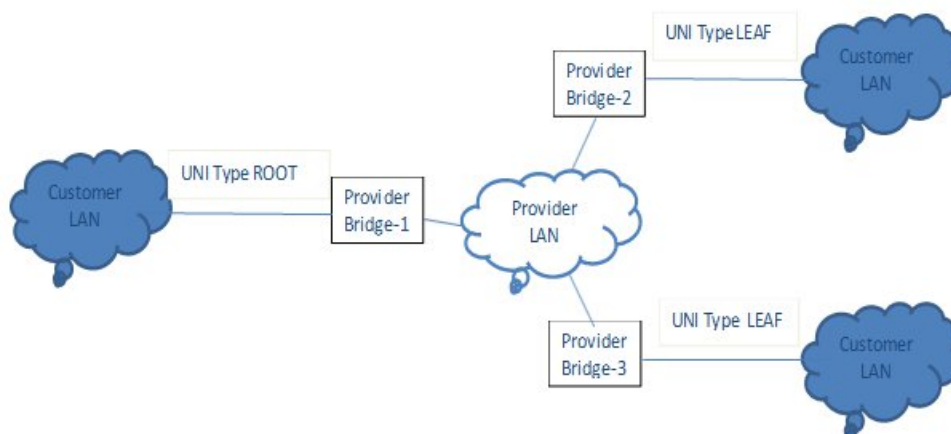 UNI Type LEAF
Provider
Bridge-2
Customer
LAN
UNI Type ROOT
Customer
LAN
Provider
Bridge-1
Provider
LAN
UNI Type LEAF
Provider
Bridge-3
Customer
LAN